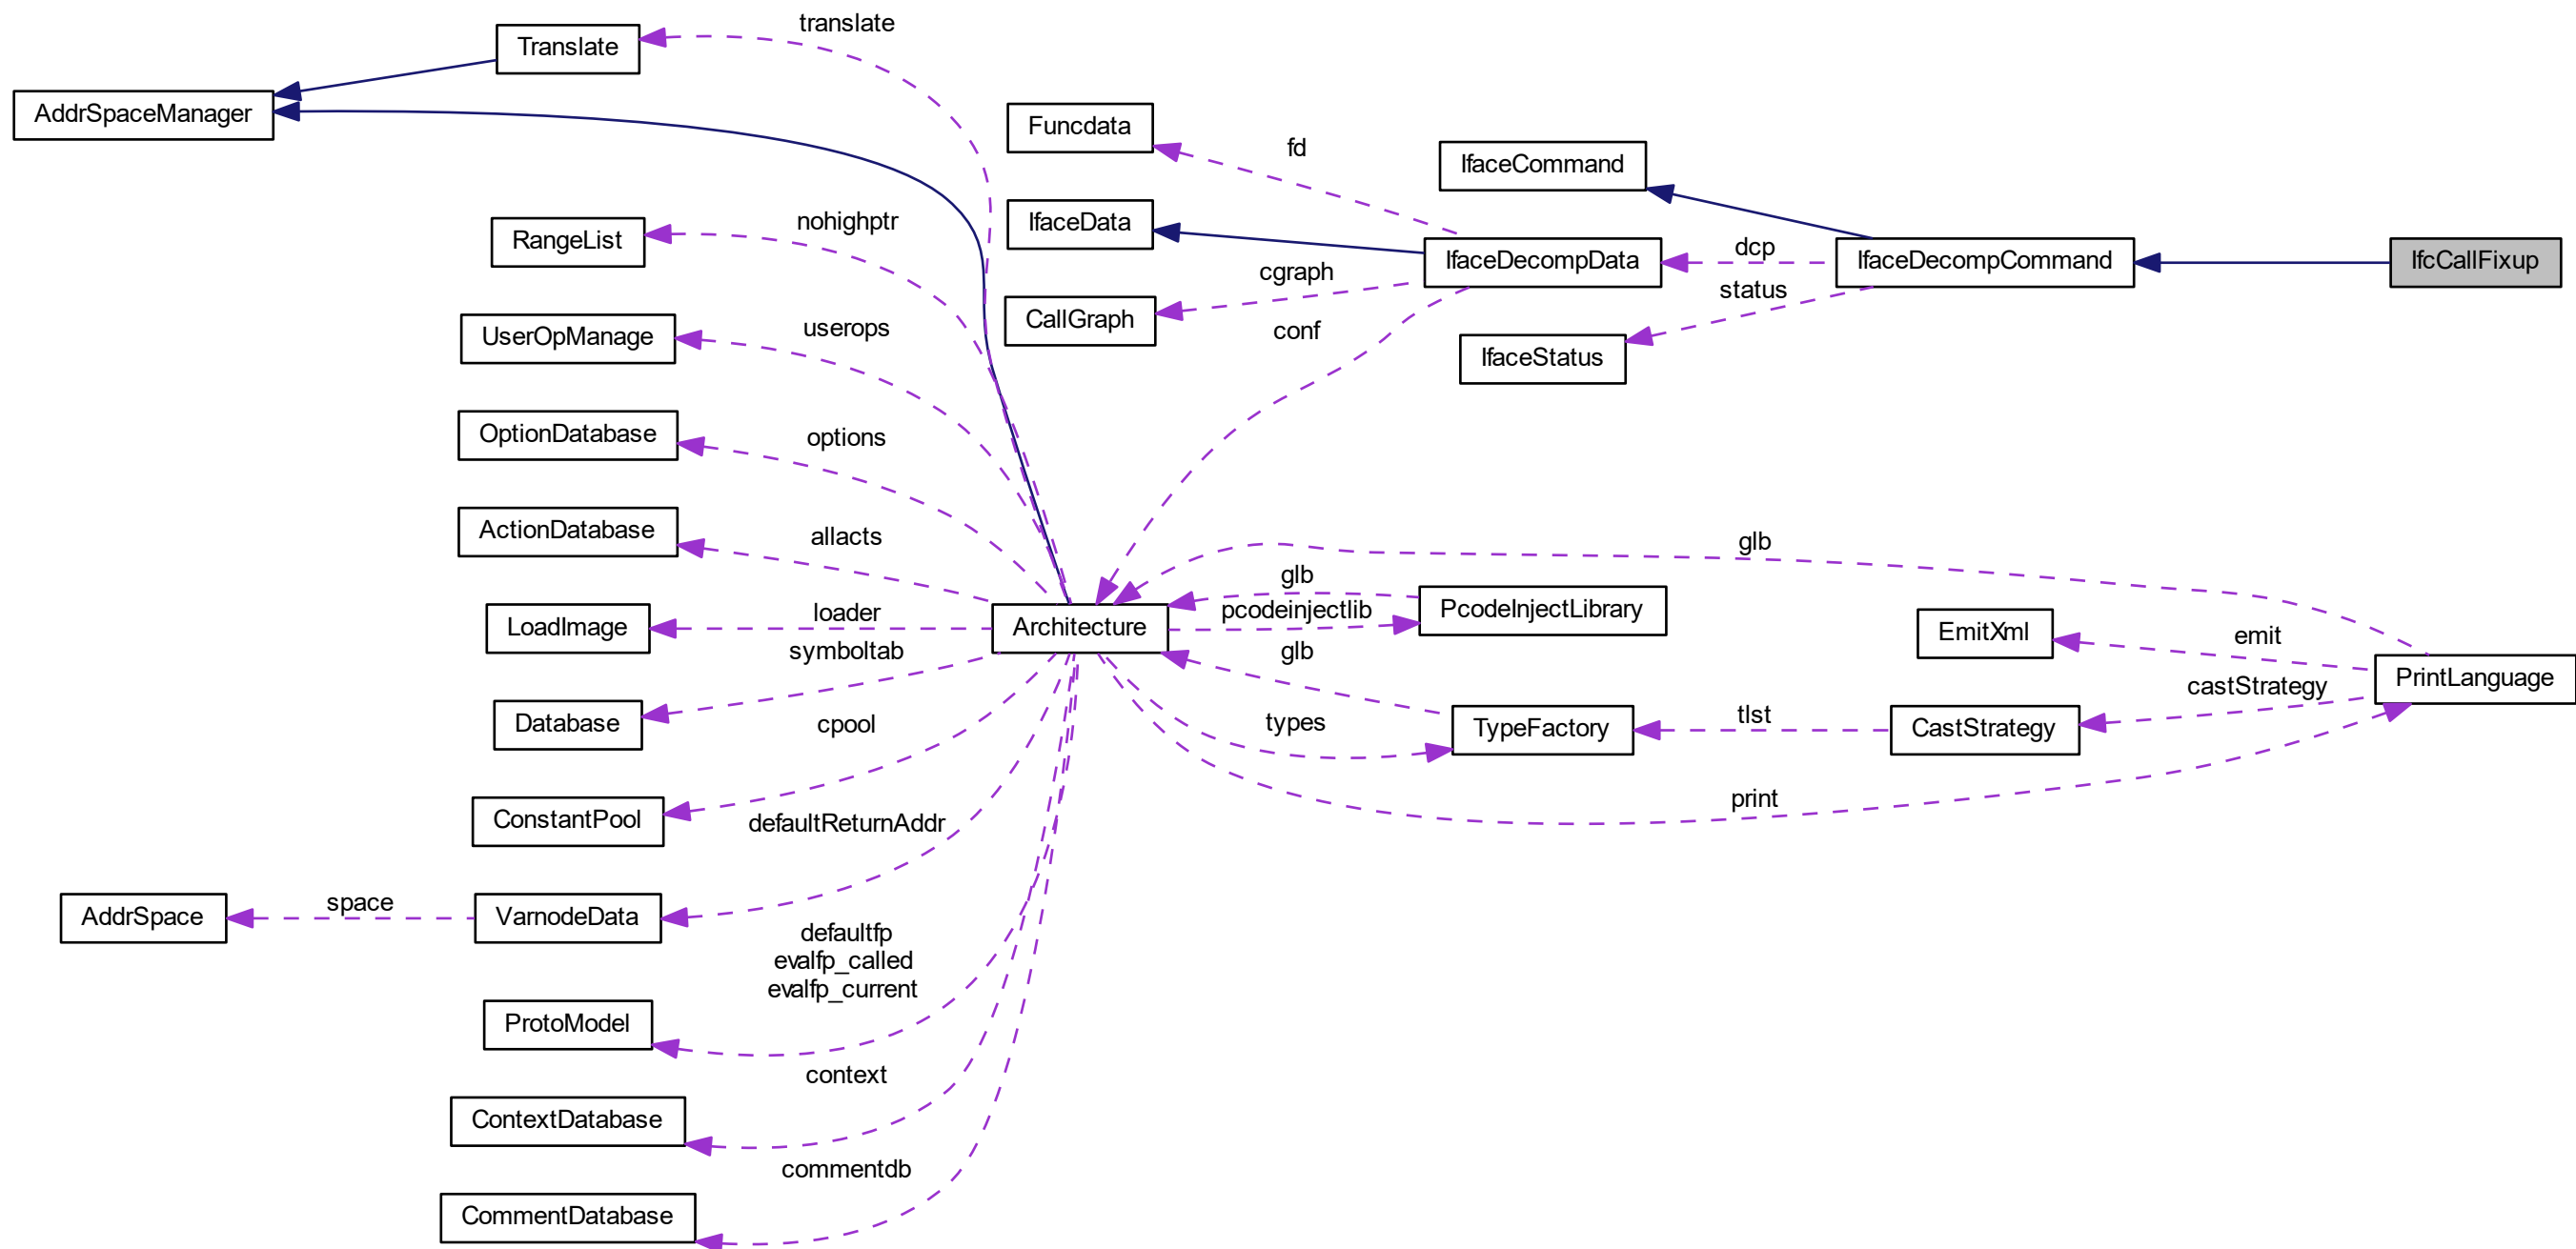 translate
Translate
AddrSpaceManager
Funcdata
fd
IfaceCommand
nohighptr
RangeList
IfaceData
IfaceDecompData
dcp
IfaceDecompCommand
IfcCallFixup
cgraph
status
userops
UserOpManage
CallGraph
conf
IfaceStatus
options
OptionDatabase
allacts
ActionDatabase
glb
glb
loader
LoadImage
Architecture
pcodeinjectlib
PcodeInjectLibrary
EmitXml
emit
symboltab
glb
PrintLanguage
castStrategy
Database
cpool
types
TypeFactory
tlst
CastStrategy
print
ConstantPool
defaultReturnAddr
AddrSpace
space
VarnodeData
defaultfp
evalfp_called
evalfp_current
ProtoModel
context
ContextDatabase
commentdb
CommentDatabase